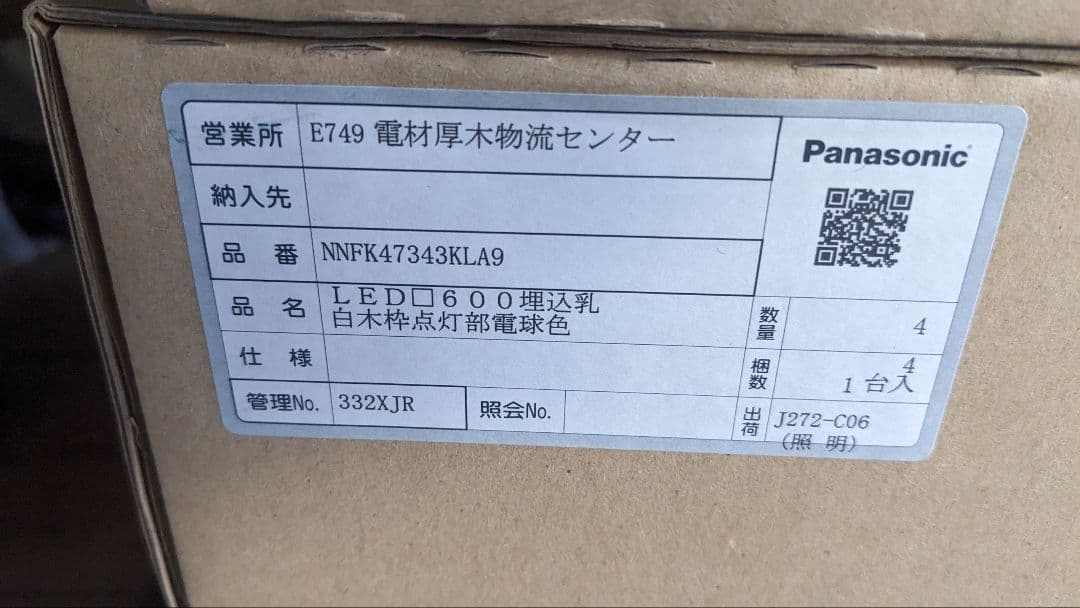 営業所 E749 電材厚木物流センター
Panasonic
納入先
品 番 NNFK47343KLA9
品 名 LED□600埋込乳
白木枠点灯部電球色
数量 4
仕 様
梱数 4
1 台入
管理No. 332XJR 照会No.
出荷 J272-C06
(照 明)